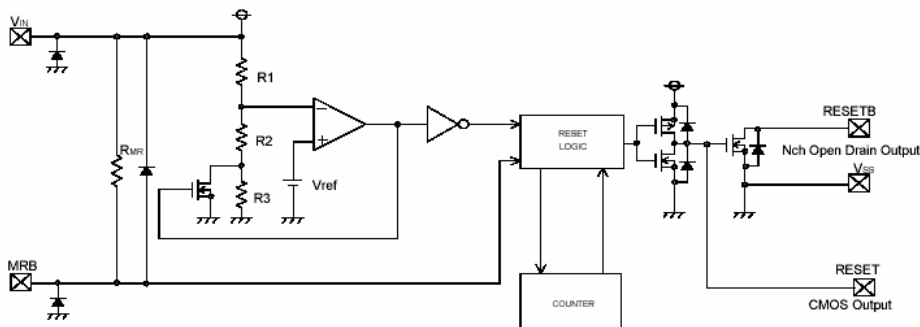 VIN
R1
RMR
R2
R3
Vref
RESET
LOGIC
RESETB
Nch Open Drain Output
VSS
MRB
COUNTER
RESET
CMOS Output